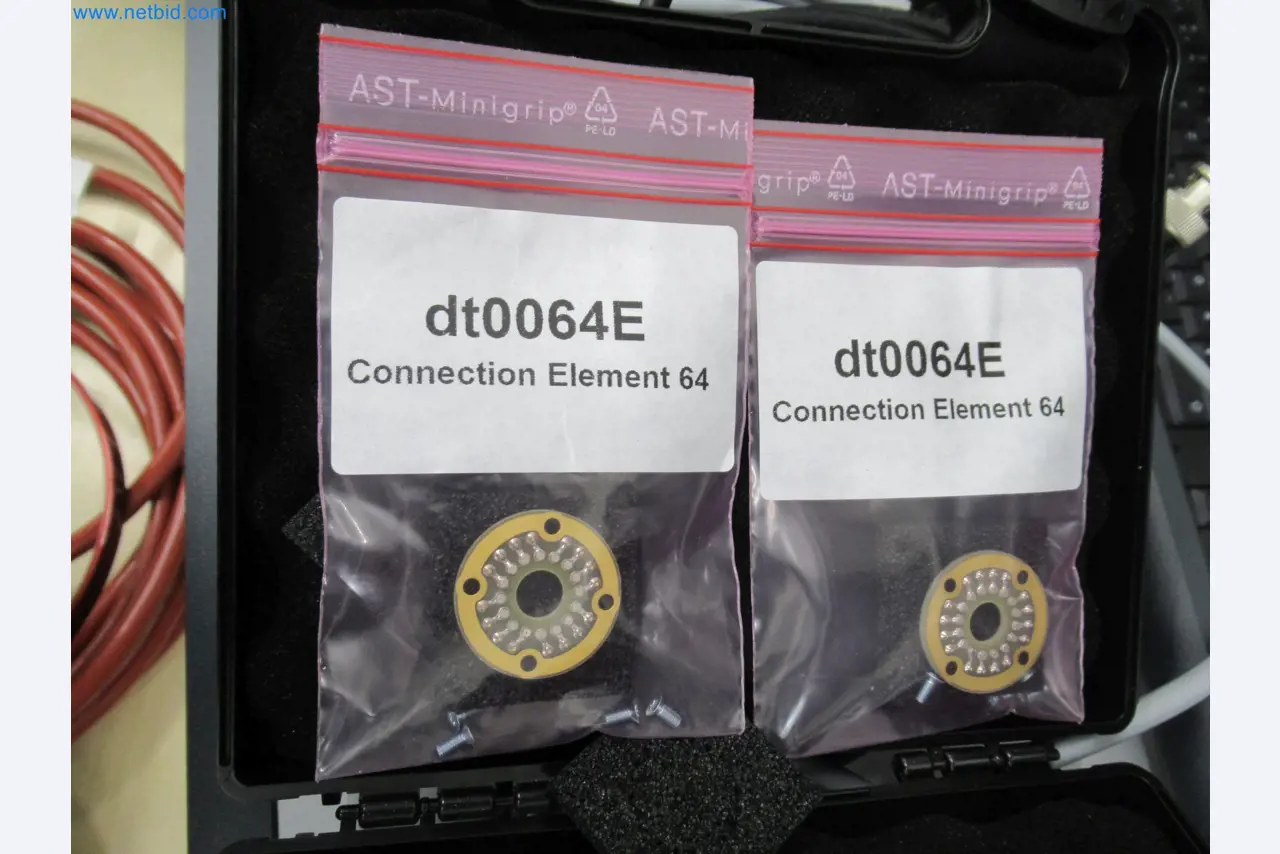 www.netbid.com
AST-Minigrip® 04 PE-LD AST-Mi
grip® 04 PE-LD AST-Minigrip® 04 PE-LD
dt0064E
Connection Element 64
dt0064E
Connection Element 64